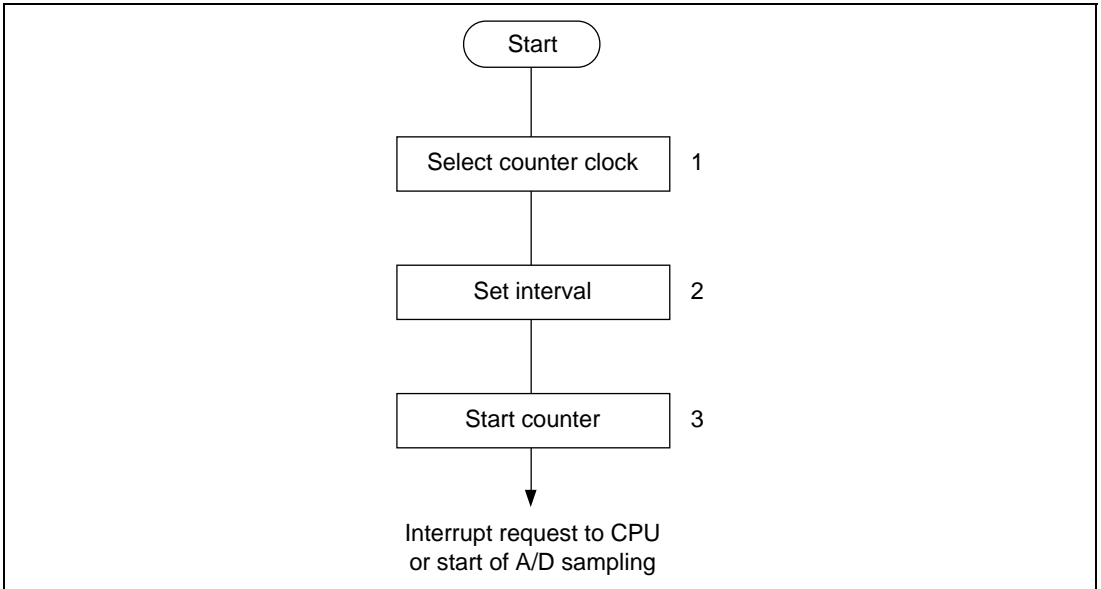 Start
Select counter clock 1
Set interval 2
Start counter 3
Interrupt request to CPU
or start of A/D sampling